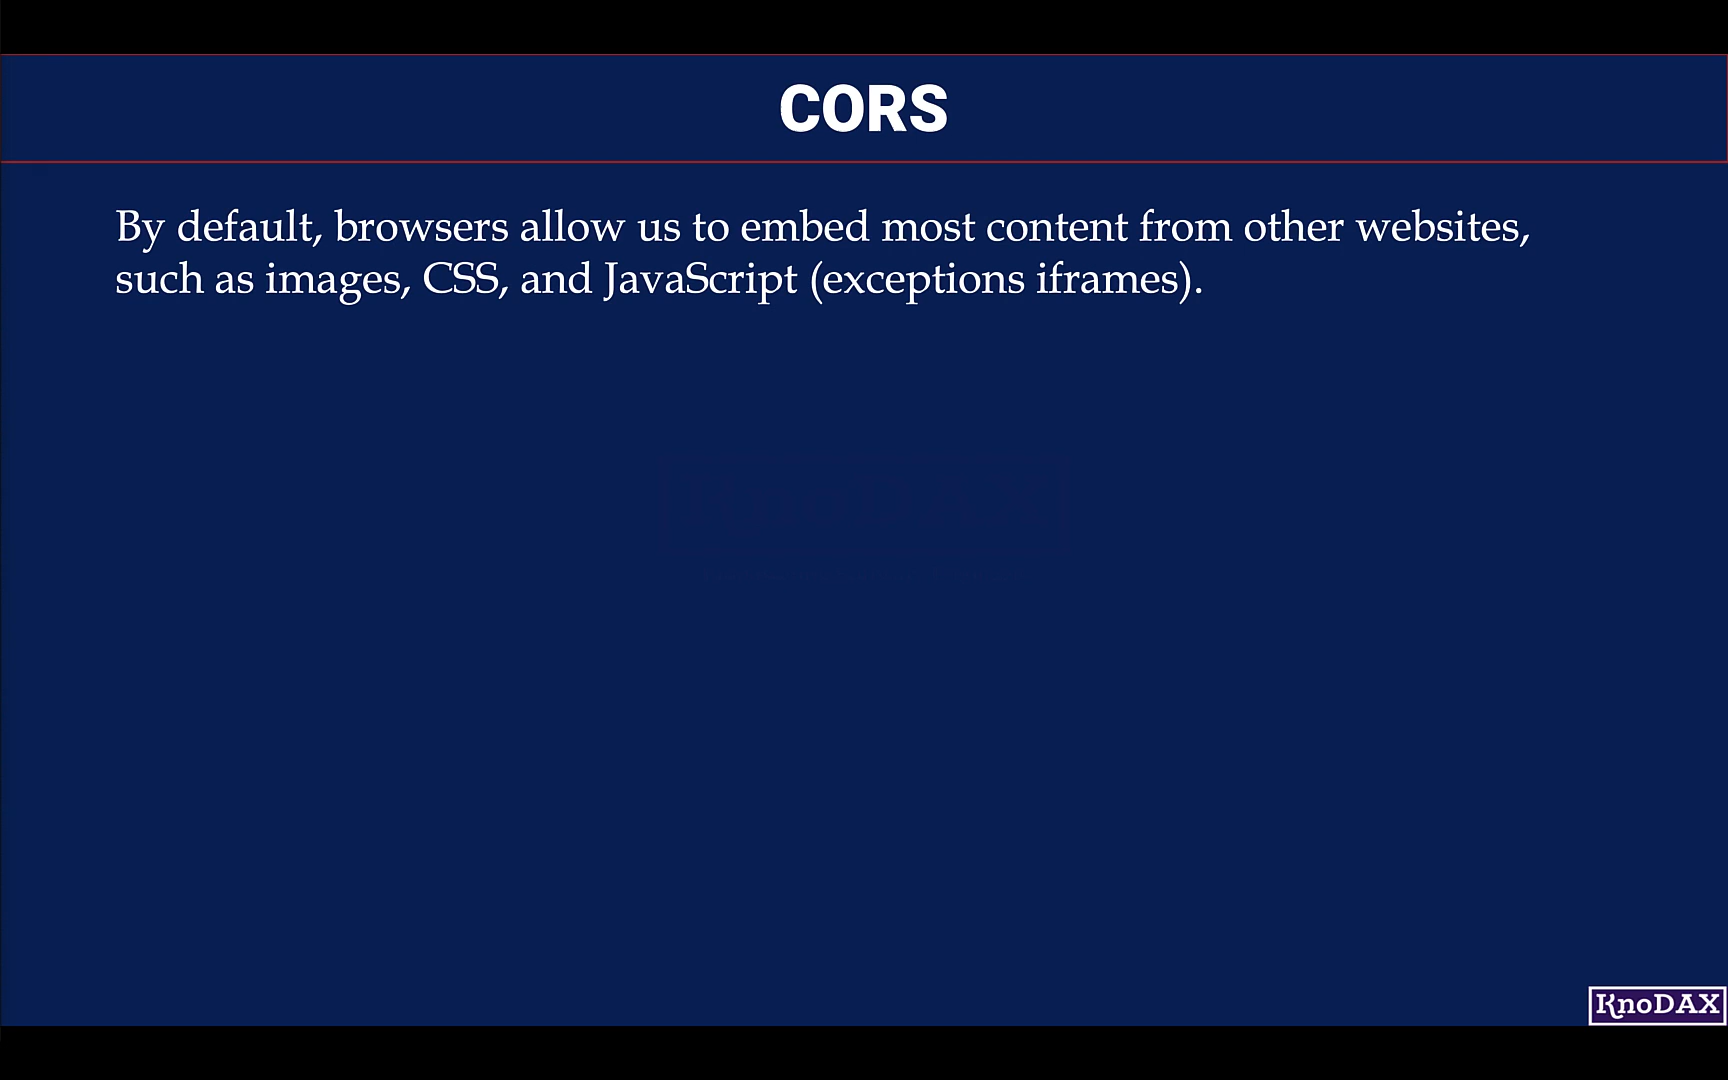 CORS
By default, browsers allow us to embed most content from other websites,
such as images, CSS, and JavaScript (exceptions iframes).
KnoDAX
KnoDAX